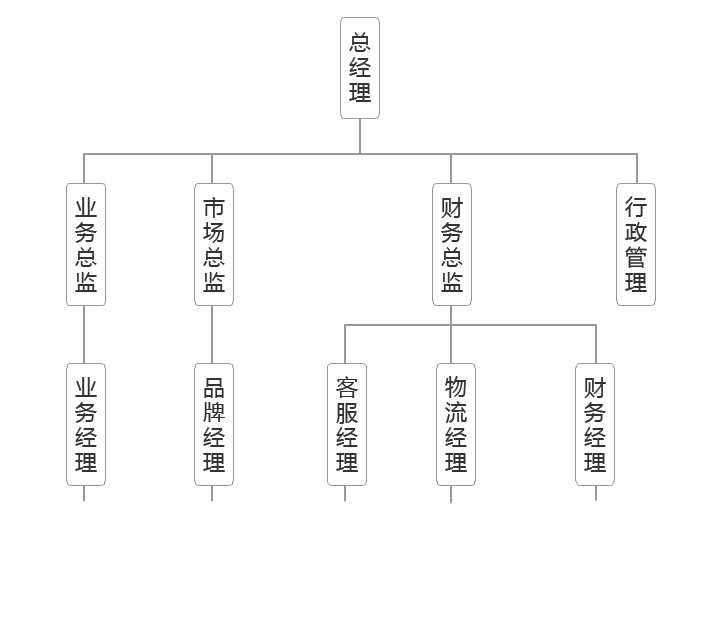 总经理
业务总监
市场总监
财务总监
行政管理
业务经理
品牌经理
客服经理
物流经理
财务经理